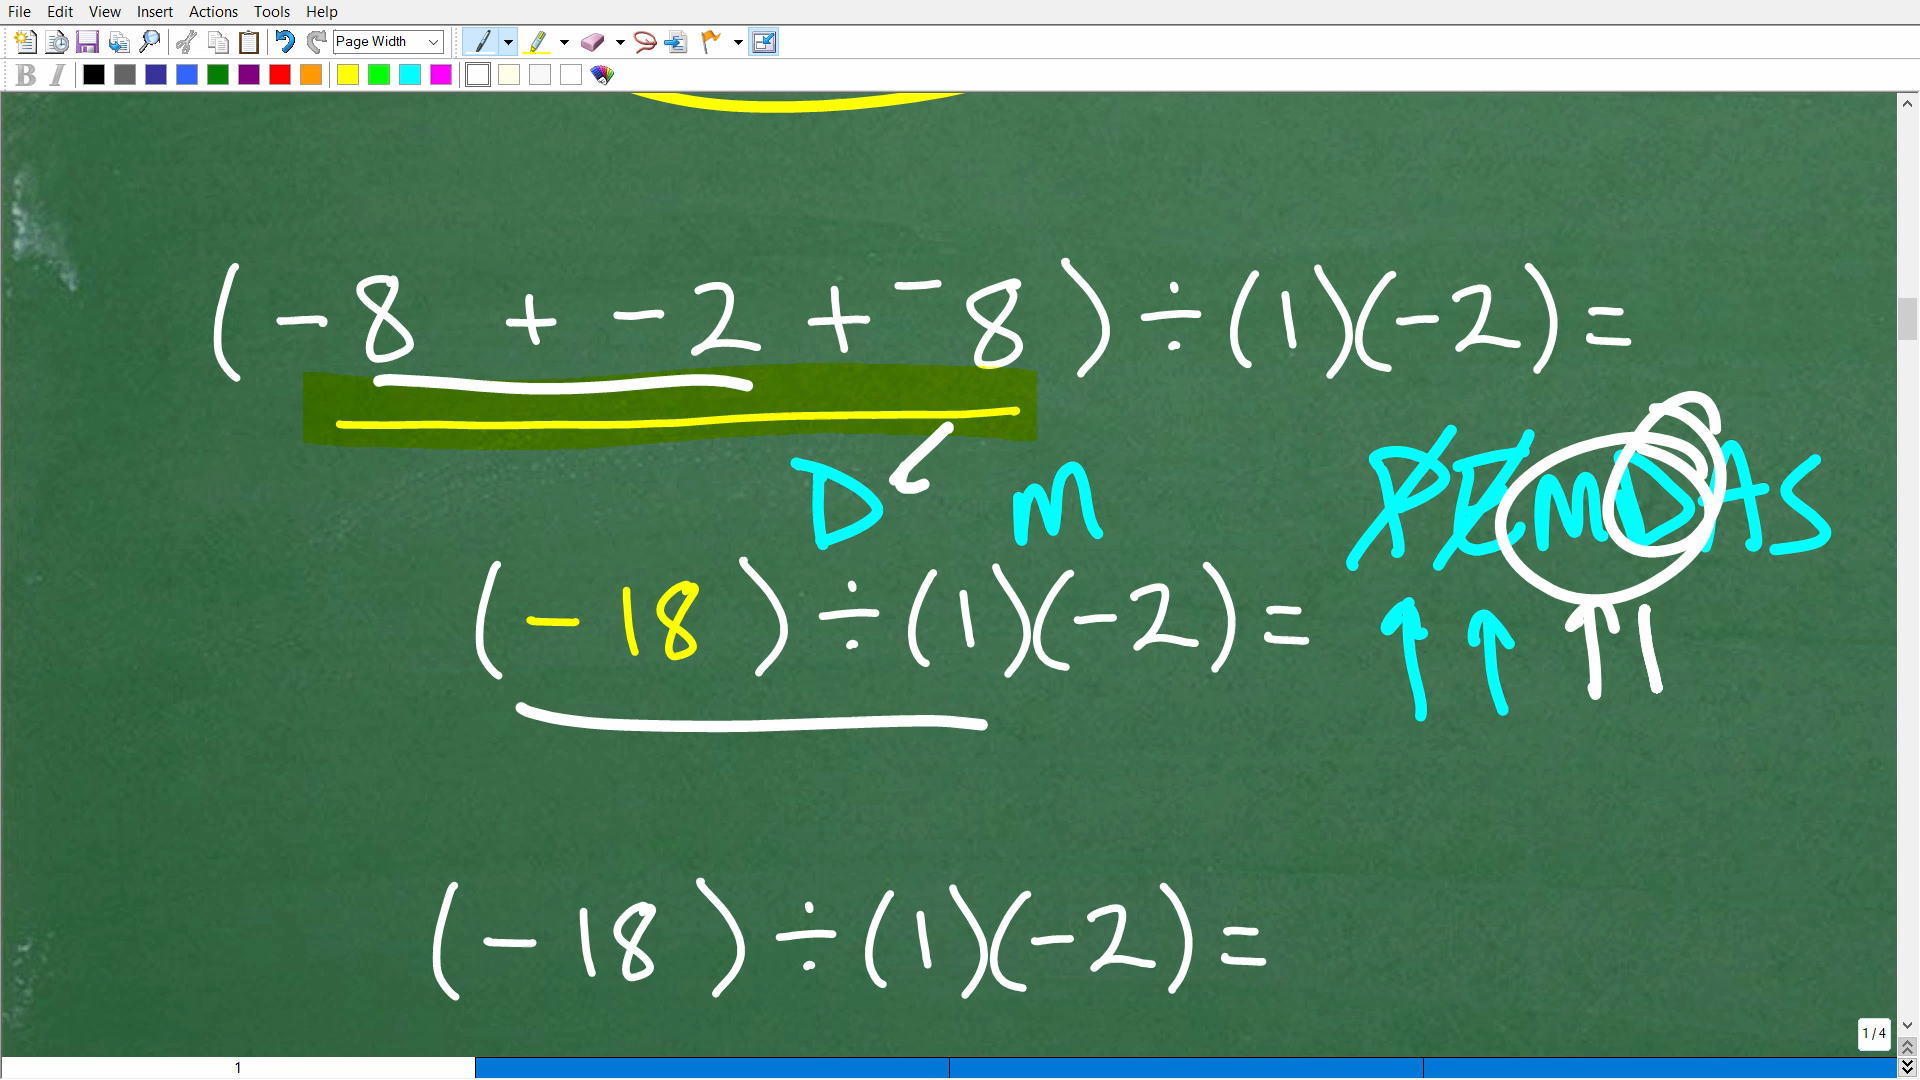 File Edit View Insert Actions Tools Help
Page Width
B I
( -8 + -2 + -8 ) ÷ (1)(-2) =
D M PEMDAS
( -18 ) ÷ (1)(-2) =
( -18 ) ÷ (1)(-2) =
1 / 4
1